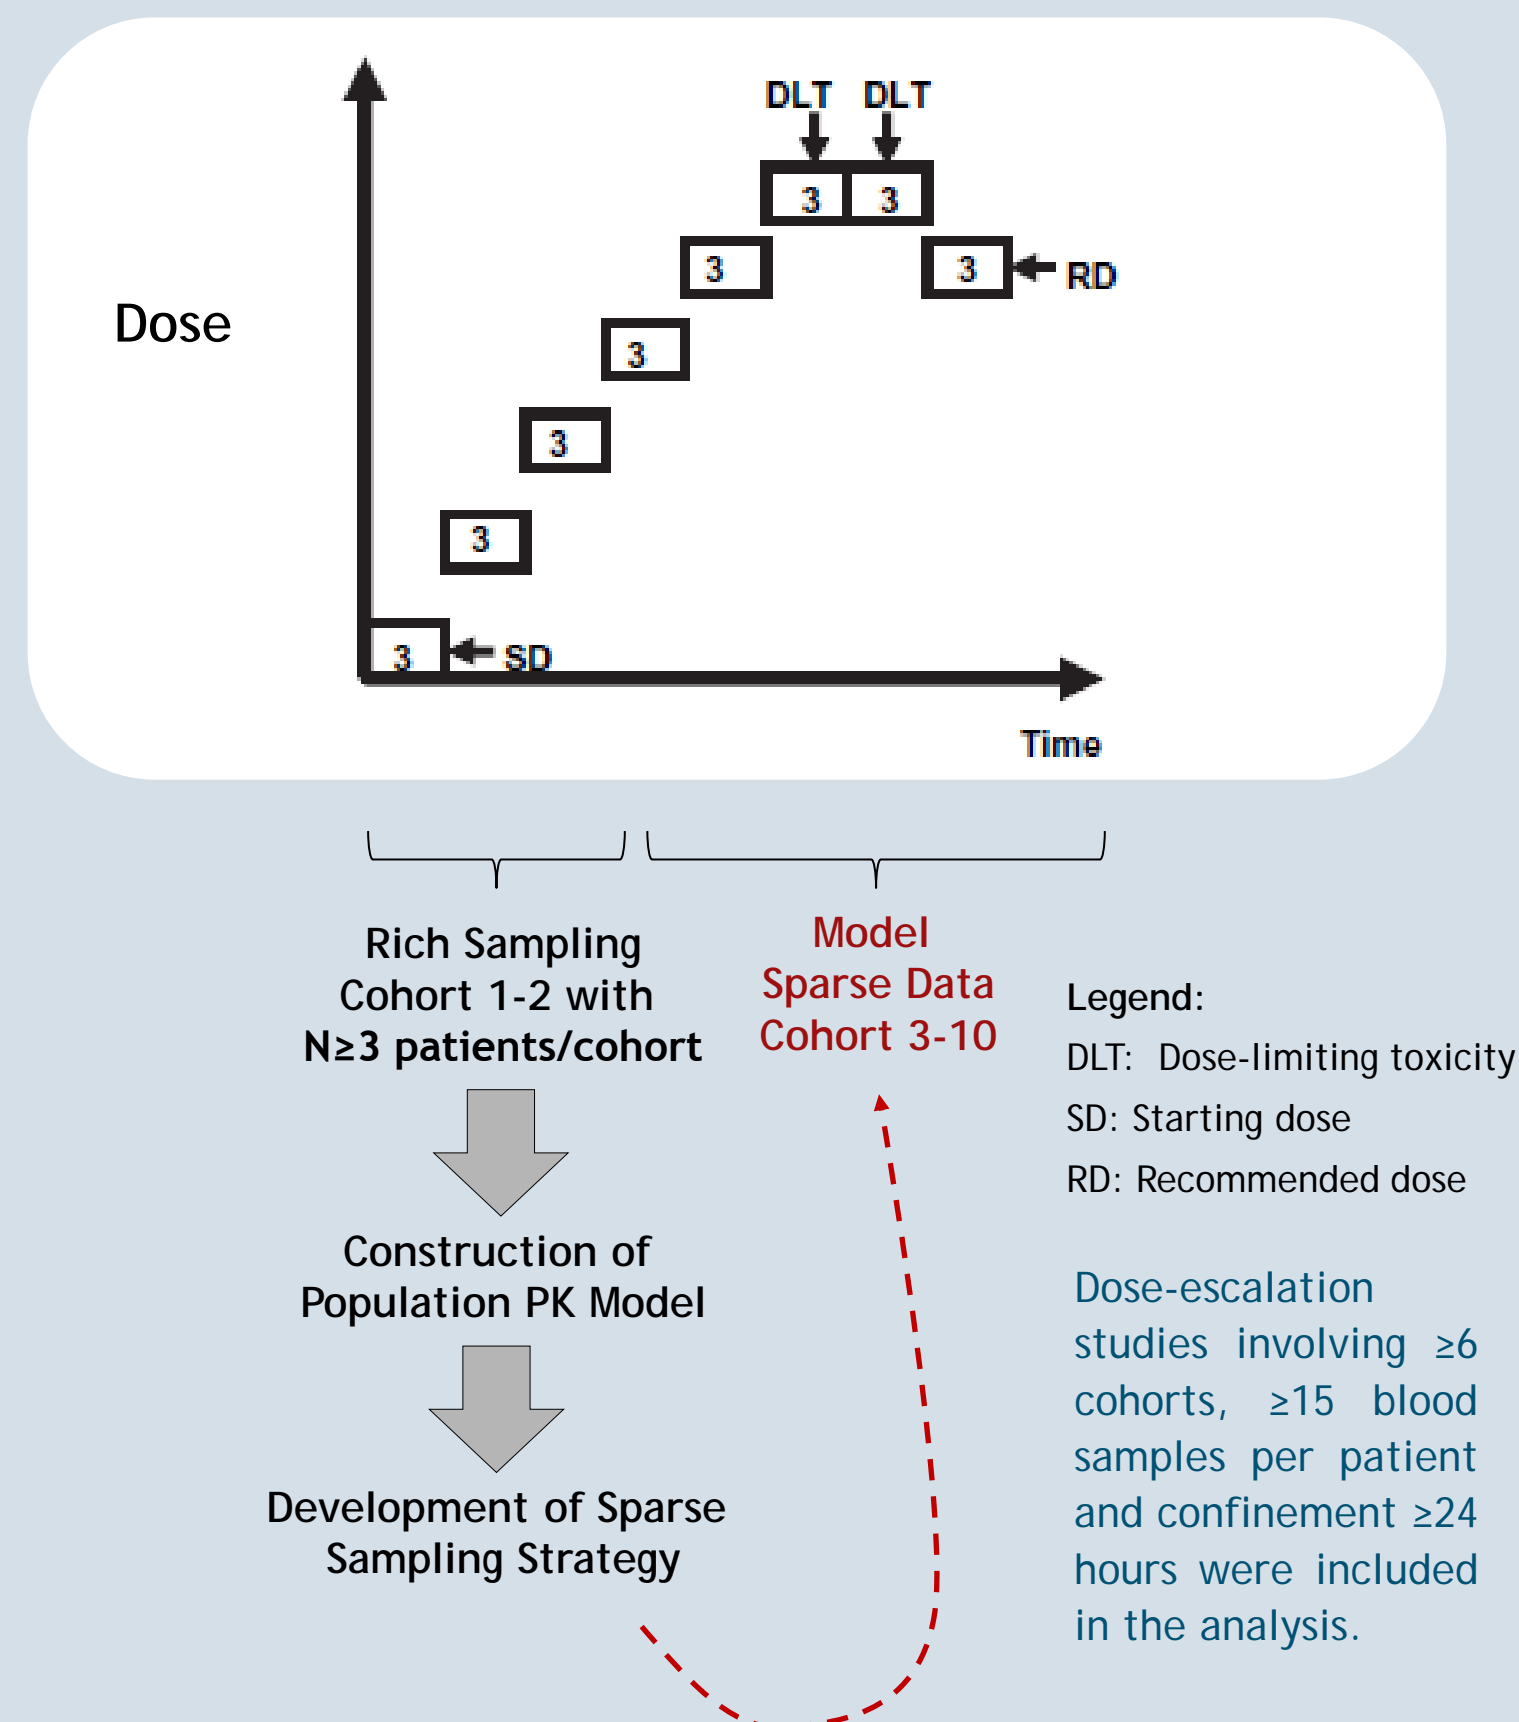 DLT DLT
3 3
3
3 RD
Dose
3
3
3
3 SD
Time
Rich Sampling
Cohort 1-2 with
N≥3 patients/cohort
Model
Sparse Data
Cohort 3-10
Construction of
Population PK Model
Development of Sparse
Sampling Strategy
Legend:
DLT: Dose-limiting toxicity
SD: Starting dose
RD: Recommended dose
Dose-escalation
studies involving ≥6
cohorts, ≥15 blood
samples per patient
and confinement ≥24
hours were included
in the analysis.